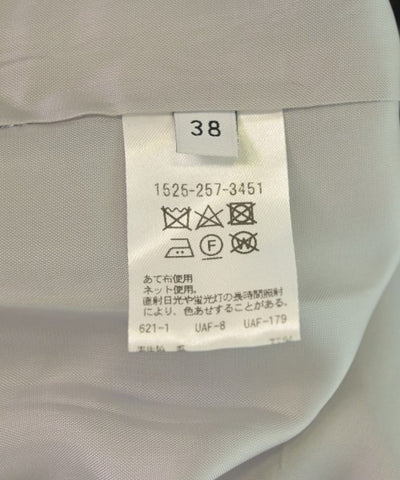 38
1525-257-3451
F
W
あて布使用
ネット使用。
直射日光や蛍光灯の長時間照射
により、色あせすることがある。
621-1 UAF-8 UAF-179